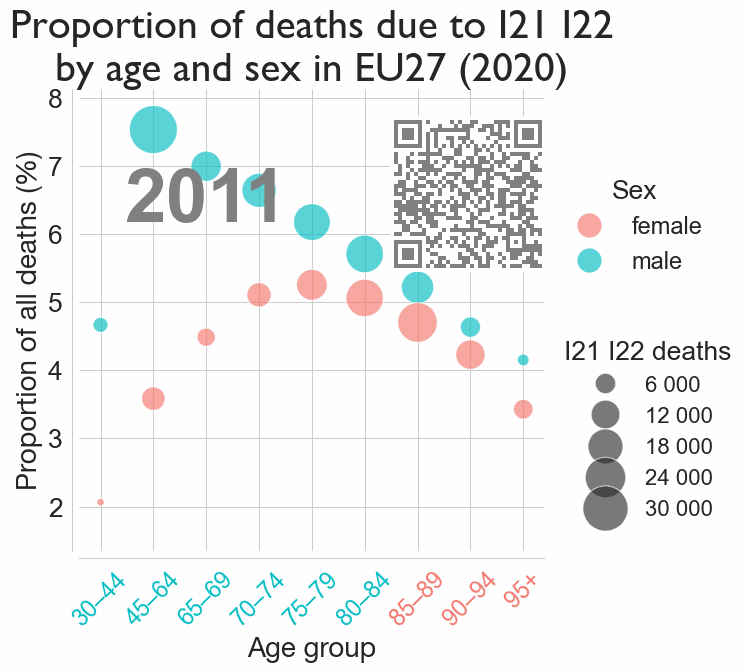 Proportion of deaths due to I21 I22
by age and sex in EU27 (2020)
8
7
6
5
4
3
2
Proportion of all deaths (%)
2011
30–44
45–64
65–69
70–74
75–79
80–84
85–89
90–94
95+
Age group
Sex
female
male
I21 I22 deaths
6 000
12 000
18 000
24 000
30 000